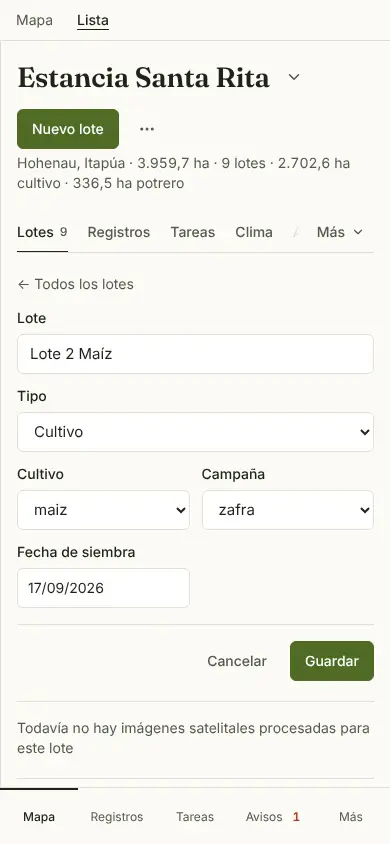 Mapa Lista
Estancia Santa Rita
Nuevo lote ...
Hohenau, Itapúa · 3.959,7 ha · 9 lotes · 2.702,6 ha
cultivo · 336,5 ha potrero
Lotes 9 Registros Tareas Clima Más
← Todos los lotes
Lote
Lote 2 Maíz
Tipo
Cultivo
Cultivo Campaña
maiz zafra
Fecha de siembra
17/09/2026
Cancelar Guardar
Todavía no hay imágenes satelitales procesadas para
este lote
Mapa Registros Tareas Avisos 1 Más